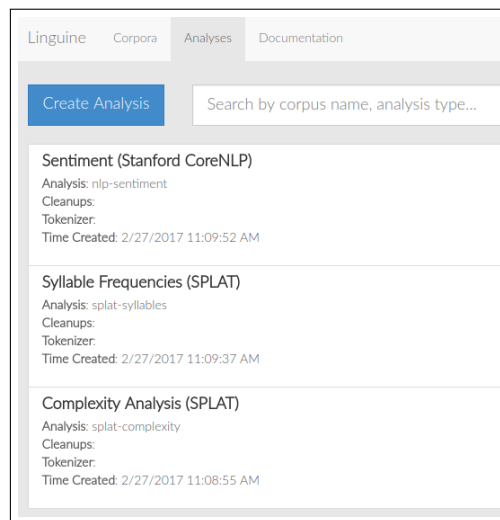 Linguine Corpora Analyses Documentation
Create Analysis Search by corpus name, analysis type...
Sentiment (Stanford CoreNLP)
Analysis: nlp-sentiment
Cleanups:
Tokenizer:
Time Created: 2/27/2017 11:09:52 AM
Syllable Frequencies (SPLAT)
Analysis: splat-syllables
Cleanups:
Tokenizer:
Time Created: 2/27/2017 11:09:37 AM
Complexity Analysis (SPLAT)
Analysis: splat-complexity
Cleanups:
Tokenizer:
Time Created: 2/27/2017 11:08:55 AM